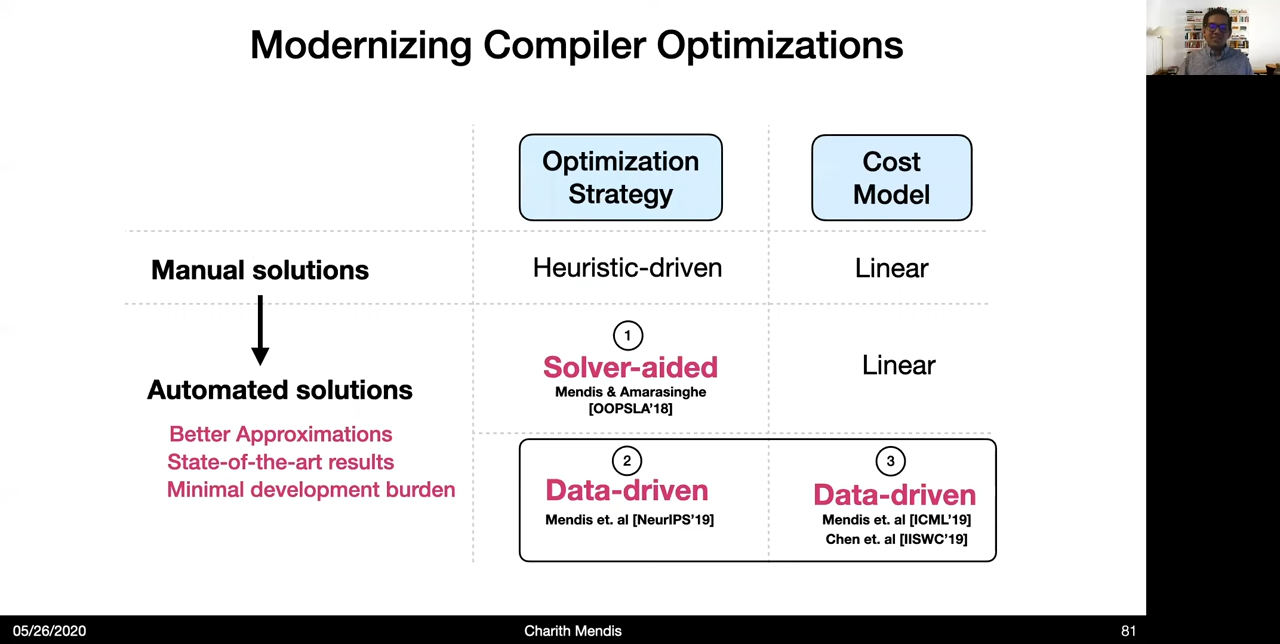 Modernizing Compiler Optimizations
Optimization
Strategy
Cost
Model
Manual solutions
Heuristic-driven
Linear
1
Solver-aided
Mendis & Amarasinghe
[OOPSLA'18]
Linear
Automated solutions
Better Approximations
State-of-the-art results
Minimal development burden
2
Data-driven
Mendis et. al [NeurIPS'19]
3
Data-driven
Mendis et. al [ICML'19]
Chen et. al [IISWC'19]
05/26/2020
Charith Mendis
81